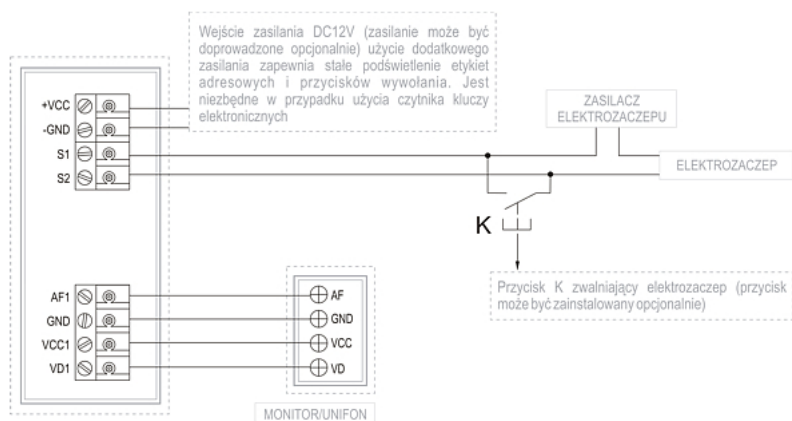 Wejście zasilania DC12V (zasilanie może być
doprowadzone opcjonalnie) użycie dodatkowego
zasilania zapewnia stałe podświetlenie etykiet
adresowych i przycisków wywołania. Jest
niezbędne w przypadku użycia czytnika kluczy
elektronicznych
+VCC
-GND
S1
S2
ZASILACZ
ELEKTROZACZEPU
ELEKTROZACZEP
K
Przycisk K zwalniający elektrozaczep (przycisk
może być zainstalowany opcjonalnie)
AF1
GND
VCC1
VD1
AF
GND
VCC
VD
MONITOR/UNIFON